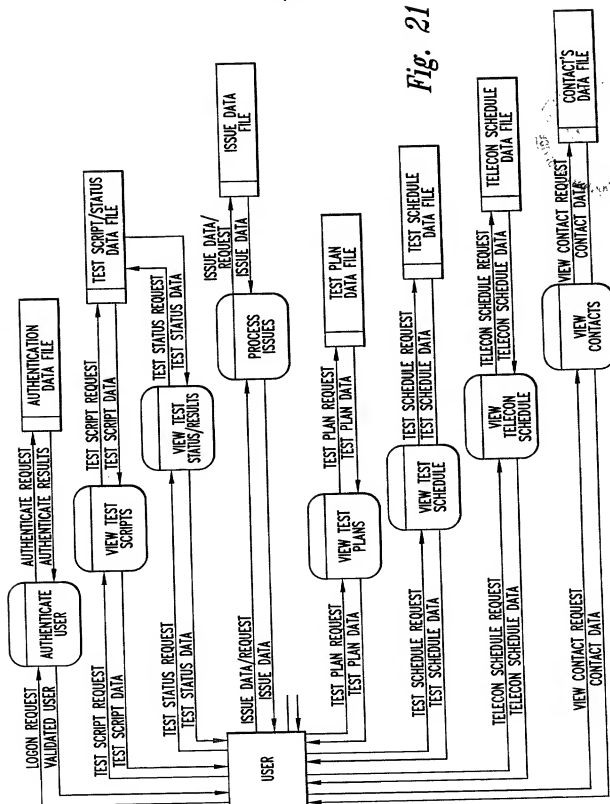 Fig. 21
LOGON REQUEST
VALIDATED USER
AUTHENTICATE
USER
AUTHENTICATE REQUEST
AUTHENTICATE RESULTS
AUTHENTICATION
DATA FILE
TEST SCRIPT REQUEST
TEST SCRIPT DATA
VIEW TEST
SCRIPTS
TEST SCRIPT REQUEST
TEST SCRIPT DATA
TEST SCRIPT/STATUS
DATA FILE
TEST STATUS REQUEST
TEST STATUS DATA
VIEW TEST
STATUS/RESULTS
TEST STATUS REQUEST
TEST STATUS DATA
ISSUE DATA/REQUEST
ISSUE DATA
PROCESS
ISSUES
ISSUE DATA/
REQUEST
ISSUE DATA
ISSUE DATA
FILE
USER
TEST PLAN REQUEST
TEST PLAN DATA
VIEW TEST
PLANS
TEST PLAN REQUEST
TEST PLAN DATA
TEST PLAN
DATA FILE
TEST SCHEDULE REQUEST
TEST SCHEDULE DATA
VIEW TEST
SCHEDULE
TEST SCHEDULE REQUEST
TEST SCHEDULE DATA
TEST SCHEDULE
DATA FILE
TELECON SCHEDULE REQUEST
TELECON SCHEDULE DATA
VIEW
TELECON
SCHEDULE
TELECON SCHEDULE REQUEST
TELECON SCHEDULE DATA
TELECON SCHEDULE
DATA FILE
VIEW CONTACT REQUEST
CONTACT DATA
VIEW
CONTACTS
VIEW CONTACT REQUEST
CONTACT DATA
CONTACT'S
DATA FILE